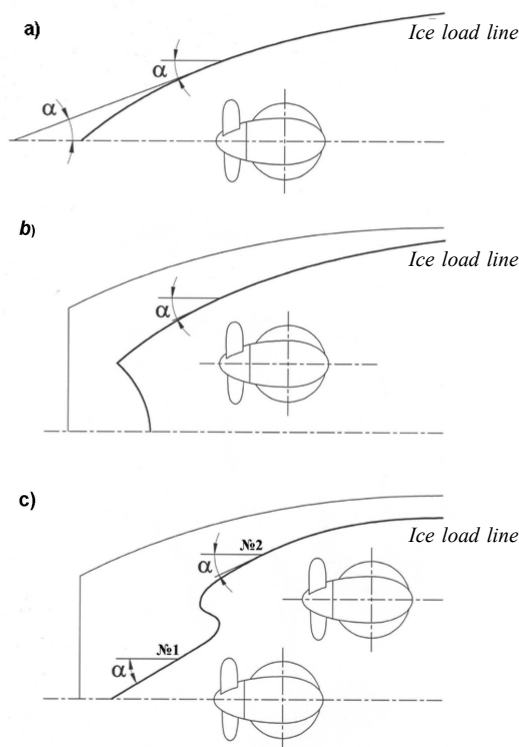 a)
Ice load line
α
α
b)
Ice load line
α
c)
Ice load line
№2
α
№1
α